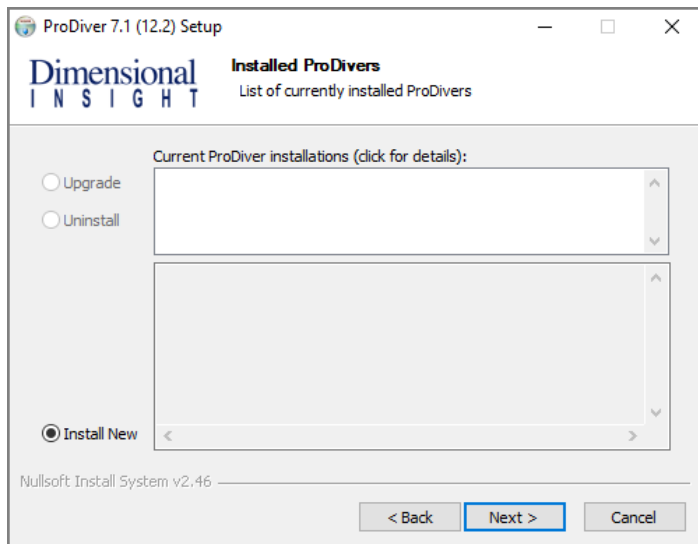 ProDiver 7.1 (12.2) Setup
Dimensional
INSIGHT
Installed ProDivers
List of currently installed ProDivers
Current ProDiver installations (click for details):
Upgrade
Uninstall
Install New
Nullsoft Install System v2.46
< Back
Next >
Cancel